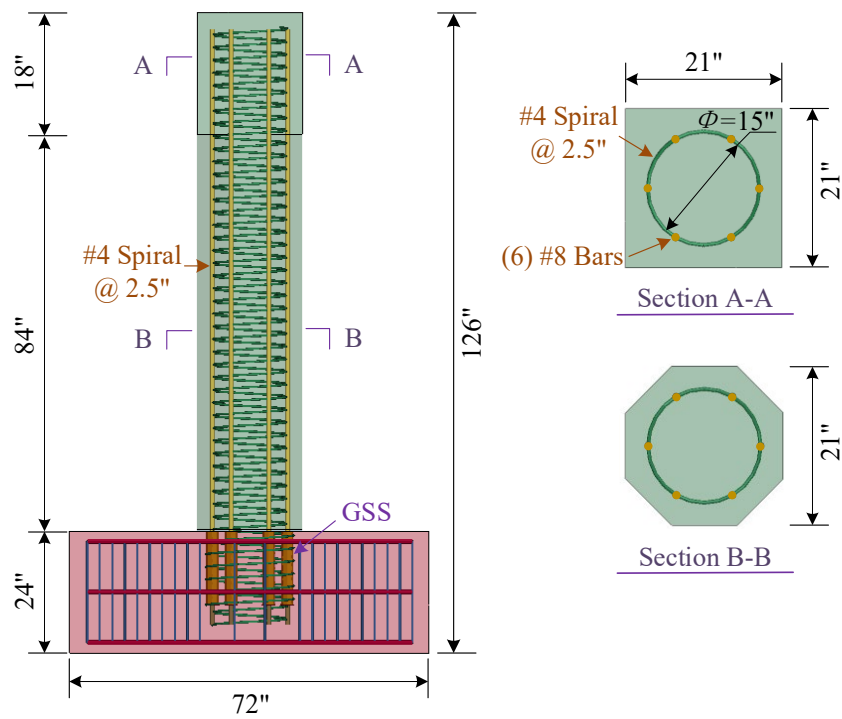 18"
A
A
84"
#4 Spiral
@ 2.5"
B
B
GSS
24"
72"
126"
21"
#4 Spiral
@ 2.5"
Φ=15"
21"
(6) #8 Bars
Section A-A
21"
Section B-B